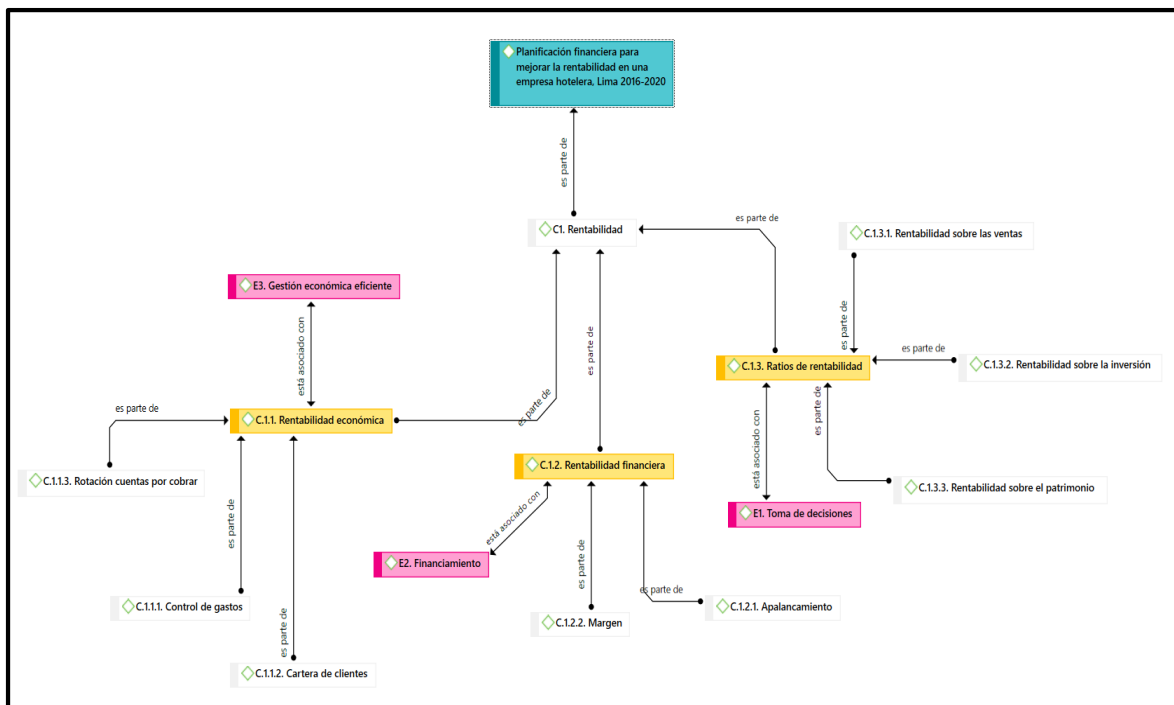 Planificación financiera para
mejorar la rentabilidad en una
empresa hotelera, Lima 2016-2020
es parte de
C1. Rentabilidad
es parte de
C.1.3.1. Rentabilidad sobre las ventas
E3. Gestión económica eficiente
está asociado con
es parte de
es parte de
es parte de
C.1.3.2. Rentabilidad sobre la inversión
C.1.3. Ratios de rentabilidad
es parte de
C.1.1. Rentabilidad económica
es parte de
es parte de
está asociado con
C.1.2. Rentabilidad financiera
C.1.1.3. Rotación cuentas por cobrar
C.1.3.3. Rentabilidad sobre el patrimonio
es parte de
está asociado con
E1. Toma de decisiones
E2. Financiamiento
es parte de
es parte de
C.1.1.1. Control de gastos
C.1.2.1. Apalancamiento
C.1.2.2. Margen
es parte de
C.1.1.2. Cartera de clientes